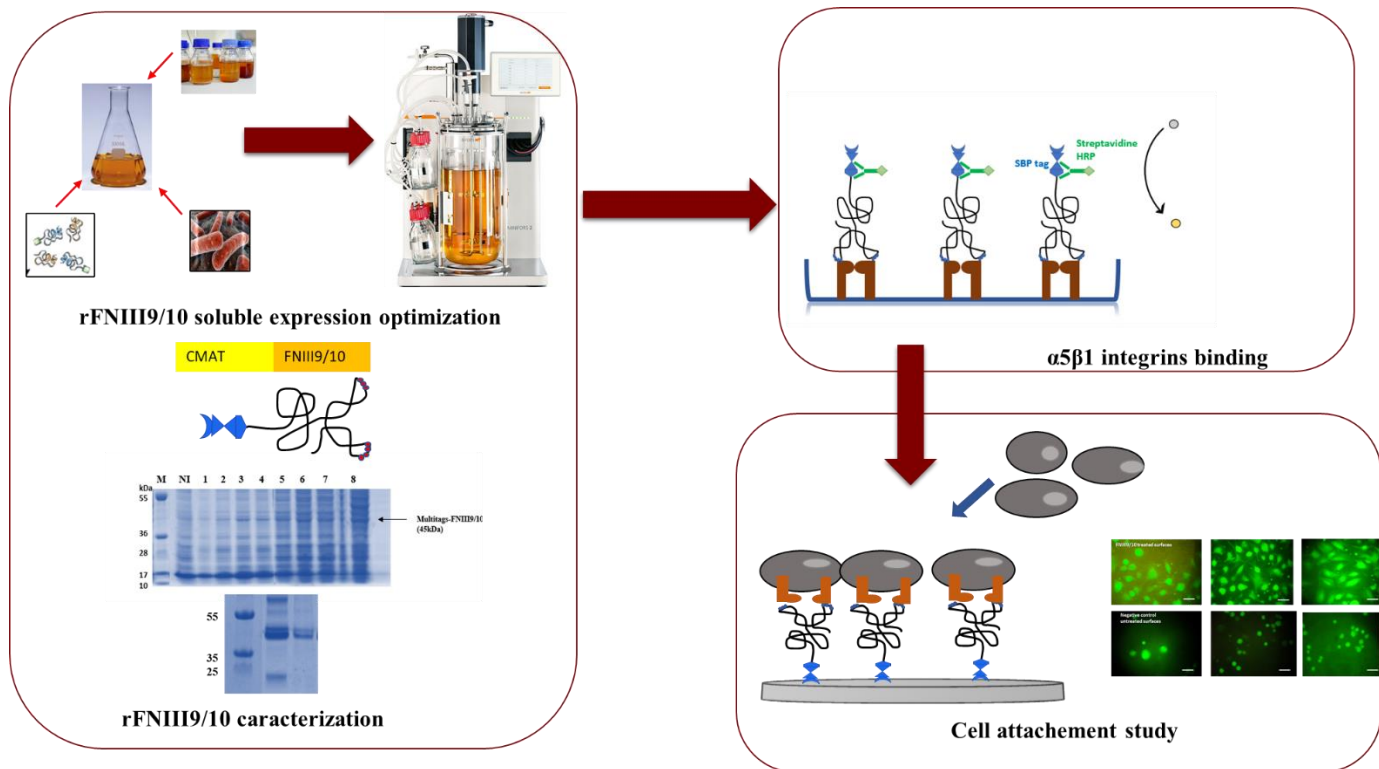 rFNIII9/10 soluble expression optimization
CMAT FNIII9/10
M NI 1 2 3 4 5 6 7 8
kDa
55
36
28
17
10
Multitags-FNIII9/10
(45kDa)
55
35
25
rFNIII9/10 caracterization
SBP tag
Streptavidine
HRP
α5β1 integrins binding
FNIII9/10 treated surfaces
Negative control
untreated surfaces
Cell attachement study